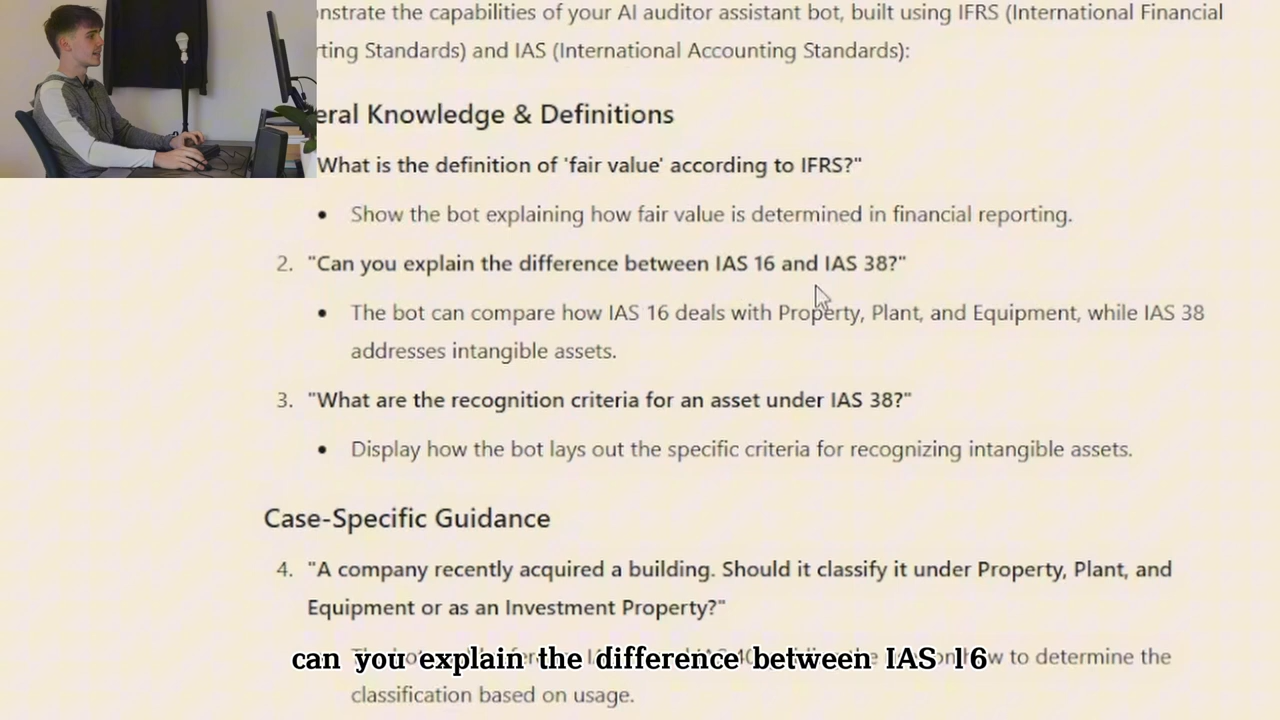 nstrate the capabilities of your AI auditor assistant bot, built using IFRS (International Financial
rting Standards) and IAS (International Accounting Standards):
eral Knowledge & Definitions
"What is the definition of 'fair value' according to IFRS?"
• Show the bot explaining how fair value is determined in financial reporting.
2. "Can you explain the difference between IAS 16 and IAS 38?"
• The bot can compare how IAS 16 deals with Property, Plant, and Equipment, while IAS 38
addresses intangible assets.
3. "What are the recognition criteria for an asset under IAS 38?"
• Display how the bot lays out the specific criteria for recognizing intangible assets.
Case-Specific Guidance
4. "A company recently acquired a building. Should it classify it under Property, Plant, and
Equipment or as an Investment Property?"
to determine the
can you explain the difference between IAS 16
classification based on usage.